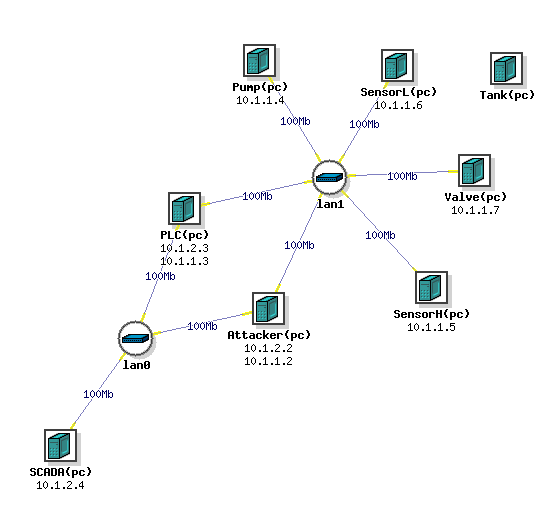 Pump(pc)
10.1.1.4
SensorL(pc)
10.1.1.6
Tank(pc)
100Mb
100Mb
100Mb
Valve(pc)
10.1.1.7
lan1
100Mb
PLC(pc)
10.1.2.3
10.1.1.3
100Mb
100Mb
100Mb
SensorH(pc)
10.1.1.5
100Mb
Attacker(pc)
10.1.2.2
10.1.1.2
lan0
100Mb
SCADA(pc)
10.1.2.4